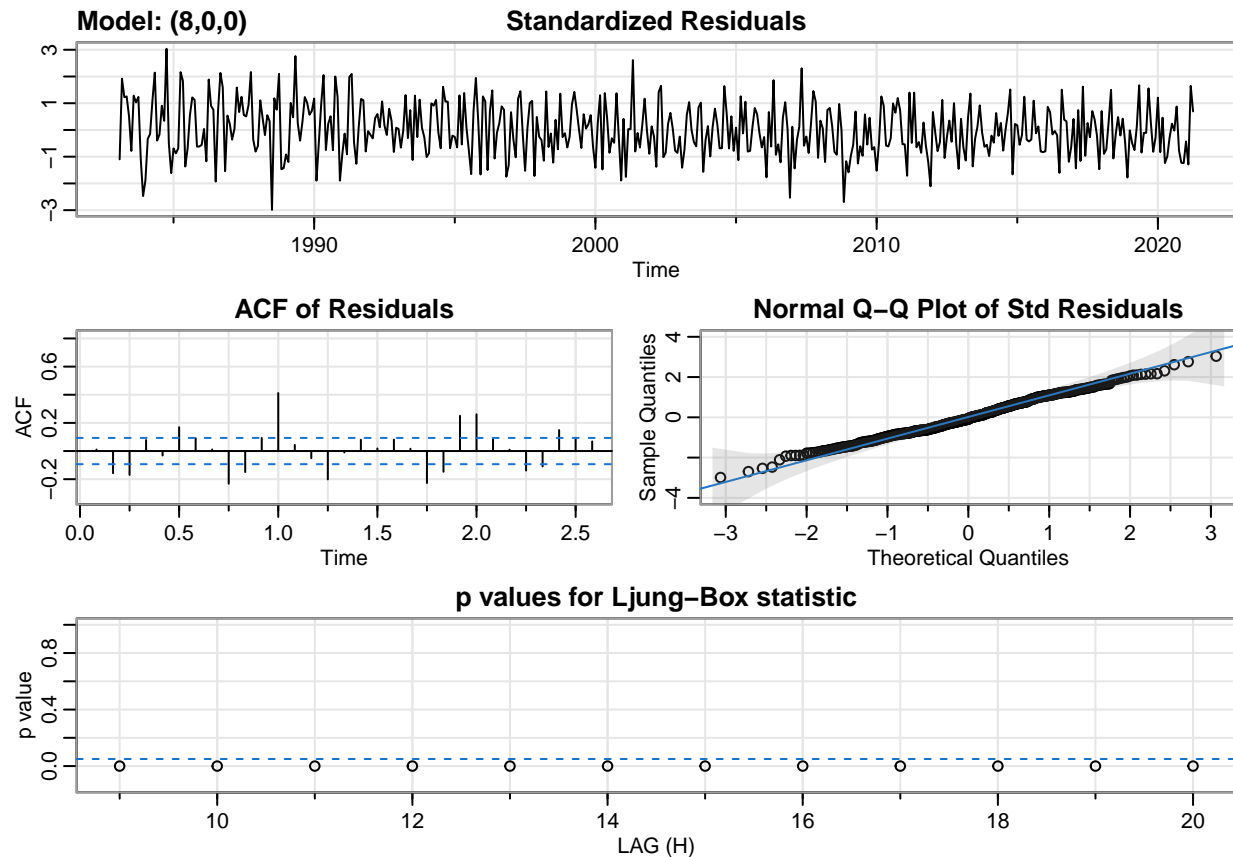 Model: (8,0,0) Standardized Residuals
3
1
−1
−3
1990 2000 2010 2020
Time
ACF of Residuals
ACF
0.6
0.2
−0.2
0.0 0.5 1.0 1.5 2.0 2.5
Time
Normal Q−Q Plot of Std Residuals
Sample Quantiles
4
2
0
−4
−3 −2 −1 0 1 2 3
Theoretical Quantiles
p values for Ljung−Box statistic
p value
0.8
0.4
0.0
10 12 14 16 18 20
LAG (H)